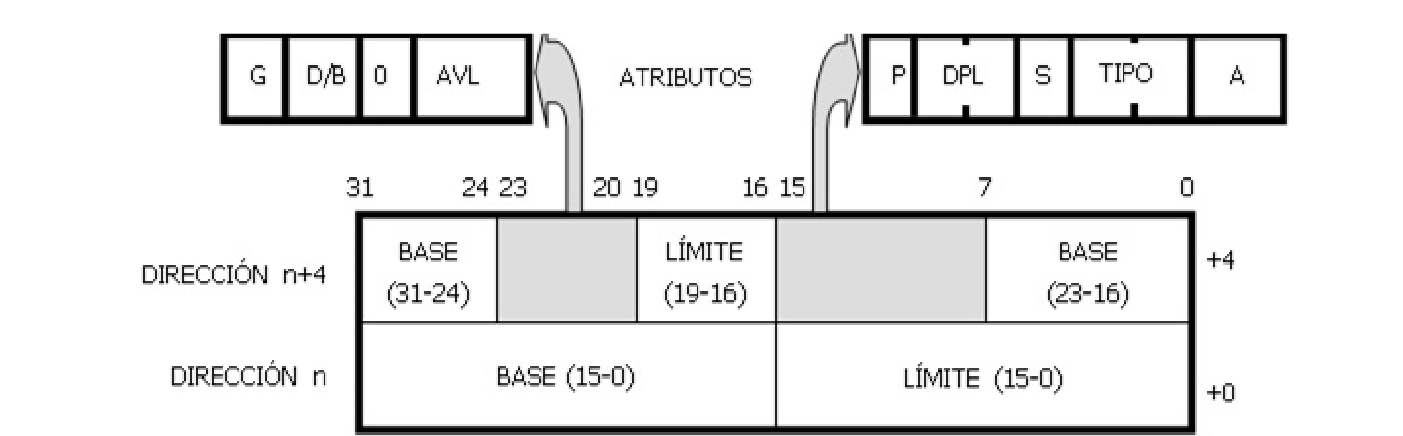 G D/B 0 AVL ATRIBUTOS P DPL S TIPO A
31 24 23 20 19 16 15 7 0
BASE LÍMITE BASE
DIRECCIÓN n+4 (31-24) (19-16) (23-16) +4
DIRECCIÓN n BASE (15-0) LÍMITE (15-0) +0